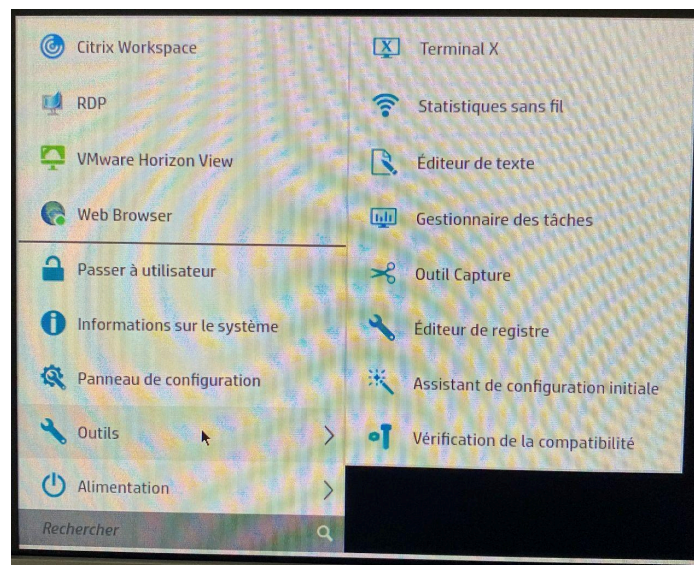 Citrix Workspace
RDP
VMware Horizon View
Web Browser
Passer à utilisateur
Informations sur le système
Panneau de configuration
Outils
Alimentation
Rechercher
X
Terminal X
Statistiques sans fil
Éditeur de texte
Gestionnaire des tâches
Outil Capture
Éditeur de registre
Assistant de configuration initiale
Vérification de la compatibilité